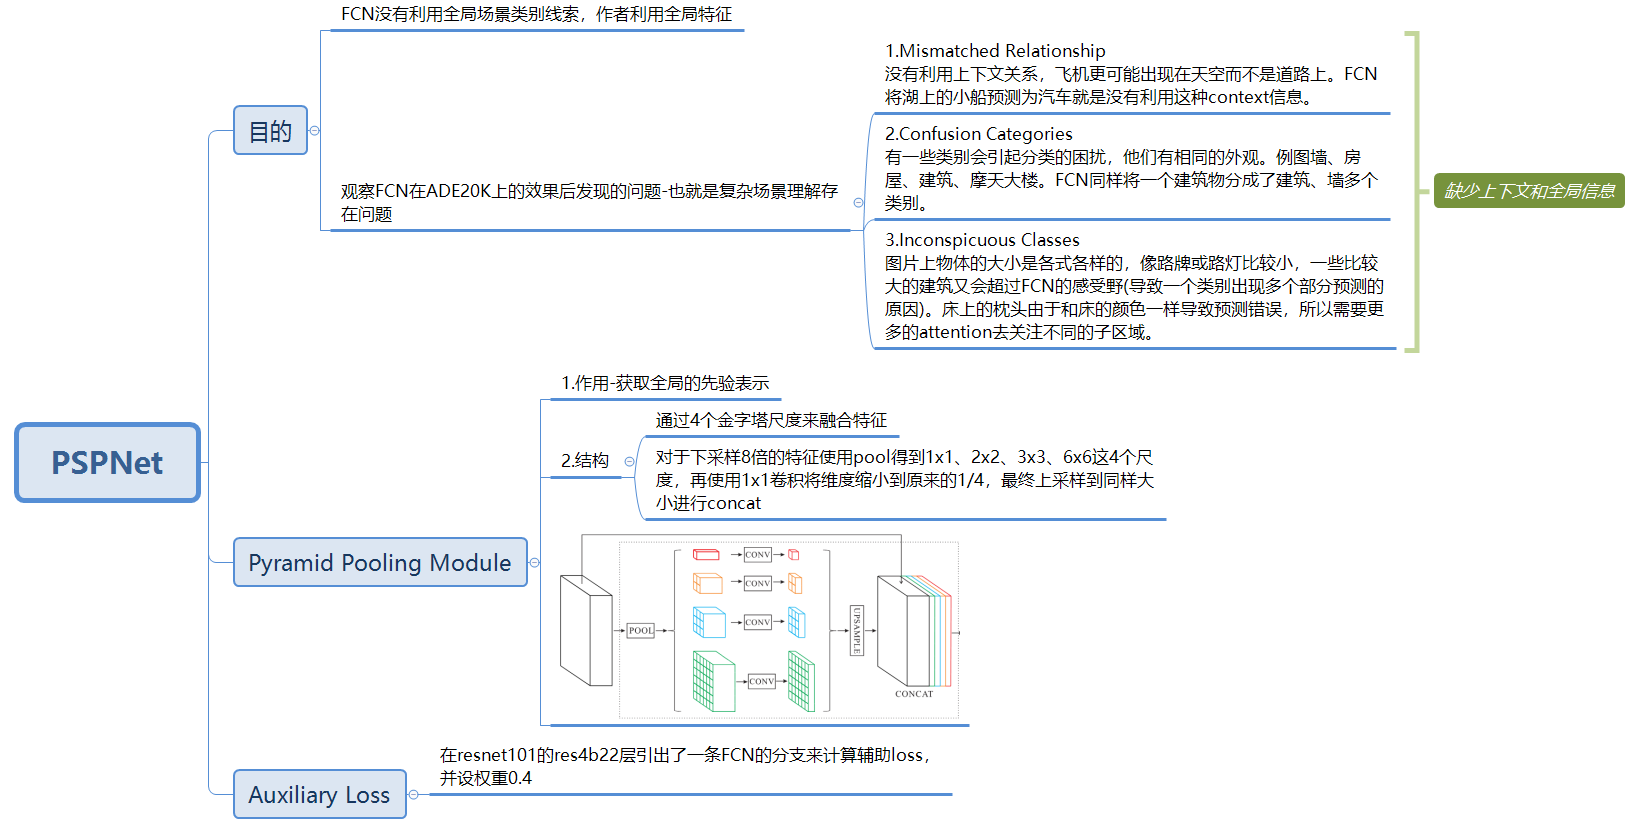 FCN没有利用全局场景类别线索，作者利用全局特征
1.Mismatched Relationship
没有利用上下文关系，飞机更可能出现在天空而不是道路上。FCN
将湖上的小船预测为汽车就是没有利用这种context信息。
目的
2.Confusion Categories
有一些类别会引起分类的困扰，他们有相同的外观。例图墙、房
屋、建筑、摩天大楼。FCN同样将一个建筑物分成了建筑、墙多个
类别。
观察FCN在ADE20K上的效果后发现的问题-也就是复杂场景理解存
在问题
缺少上下文和全局信息
3.Inconspicuous Classes
图片上物体的大小是各式各样的，像路牌或路灯比较小，一些比较
大的建筑又会超过FCN的感受野(导致一个类别出现多个部分预测的
原因)。床上的枕头由于和床的颜色一样导致预测错误，所以需要更
多的attention去关注不同的子区域。
PSPNet
1.作用-获取全局的先验表示
通过4个金字塔尺度来融合特征
2.结构
对于下采样8倍的特征使用pool得到1x1、2x2、3x3、6x6这4个尺
度，再使用1x1卷积将维度缩小到原来的1/4，最终上采样到同样大
小进行concat
Pyramid Pooling Module
CONV
CONV
CONV
POOL
UPSAMPLE
CONV
CONCAT
在resnet101的res4b22层引出了一条FCN的分支来计算辅助loss，
并设权重0.4
Auxiliary Loss